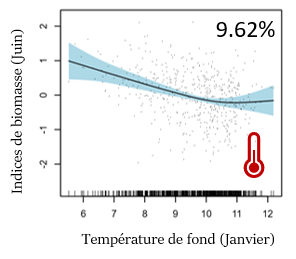 9.62%
Indices de biomasse (Juin)
2
1
0
-1
-2
6 7 8 9 10 11 12
Température de fond (Janvier)